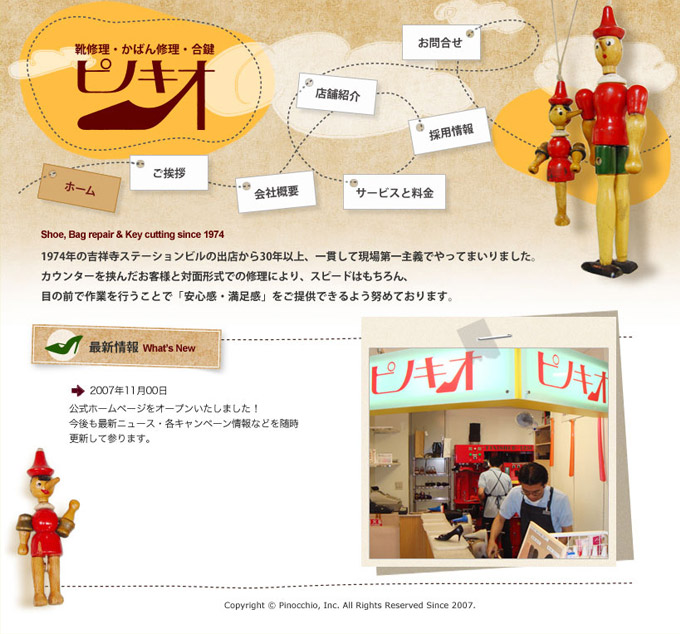 靴修理・かばん修理・合鍵
ピノキオ
お問合せ
店舗紹介
採用情報
ホーム
ご挨拶
会社概要
サービスと料金
Shoe, Bag repair & Key cutting since 1974
1974年の吉祥寺ステーションビルの出店から30年以上、一貫して現場第一主義でやってまいりました。
カウンターを挟んだお客様と対面形式での修理により、スピードはもちろん、
目の前で作業を行うことで「安心感・満足感」をご提供できるよう努めております。
最新情報 What's New
2007年11月00日
公式ホームページをオープンいたしました！
今後も最新ニュース・各キャンペーン情報などを随時
更新して参ります。
ピノキオ
ピノキオ
Copyright © Pinocchio, Inc. All Rights Reserved Since 2007.